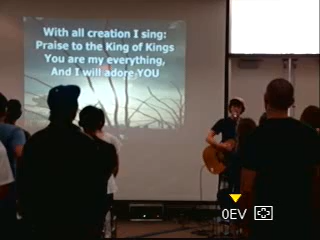 With all creation I sing:
Praise to the King of Kings
You are my everything,
And I will adore YOU
0EV